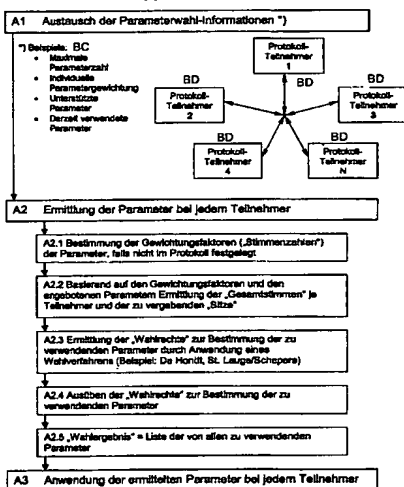 A1 Austausch der Parameterwahl-Informationen *)
*) Beispiele: BC
• Maximale
Parameterzahl
• Individuelle
Parametergewichtung
• Unterstützte
Parameter
• Derzeit verwendete
Parameter
Protokoll-
Teilnehmer
1
BD
BD
BD
Protokoll-
Teilnehmer
2
Protokoll-
Teilnehmer
3
BD
BD
Protokoll-
Teilnehmer
4
Protokoll-
Teilnehmer
N
A2 Ermittlung der Parameter bei jedem Teilnehmer
A2.1 Bestimmung der Gewichtungsfaktoren („Stimmenzahlen“)
der Parameter, falls nicht im Protokoll festgelegt
A2.2 Basierend auf den Gewichtungsfaktoren und den
angebotenen Parametern Ermittlung der „Gesamtstimmen“ je
Teilnehmer und der zu vergebenden „Sitze“
A2.3 Ermittlung der „Wahlrechte“ zur Bestimmung der zu
verwendenden Parameter durch Anwendung eines
Wahlverfahrens (Beispiel: De Hondt, St. Lauge/Schepers)
A2.4 Ausüben der „Wahlrechte“ zur Bestimmung der zu
verwendenden Parameter
A2.5 „Wahlergebnis“ = Liste der von allen zu verwendenden
Parameter
A3 Anwendung der ermittelten Parameter bei jedem Teilnehmer